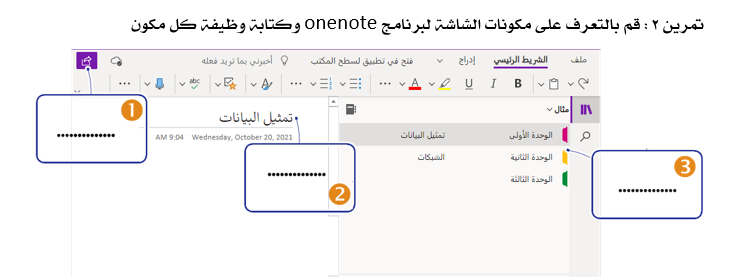 تمرين ٢ : قم بالتعرف على مكونات الشاشة لبرنامج onenote وكتابة وظيفة كل مكون
ملف الشريط الرئيسي إدراج فتح في تطبيق لسطح المكتب أخبرني بما تريد فعله
B I U A A abc
مثال
الوحدة الأولى تمثيل البيانات
الوحدة الثانية الشبكات
الوحدة الثالثة
تمثيل البيانات
Wednesday, October 20, 2021 9:04 AM
1 ..............
2 ..............
3 ..............